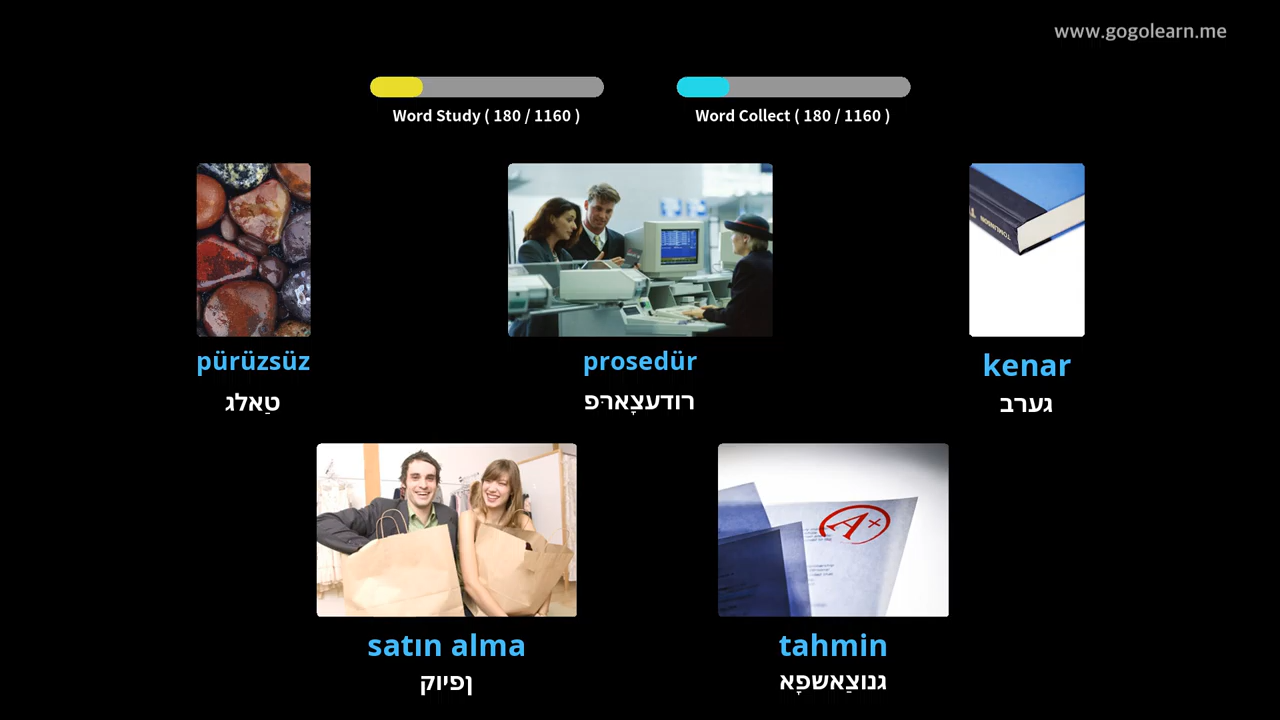 www.gogolearn.me
Word Study ( 180 / 1160 )
Word Collect ( 180 / 1160 )
pürüzsüz
טַאלג
prosedür
רודעצָארּפ
kenar
גערב
satın alma
ןפיוק
tahmin
גנוצַאשפָא
TOMLINSON
A+